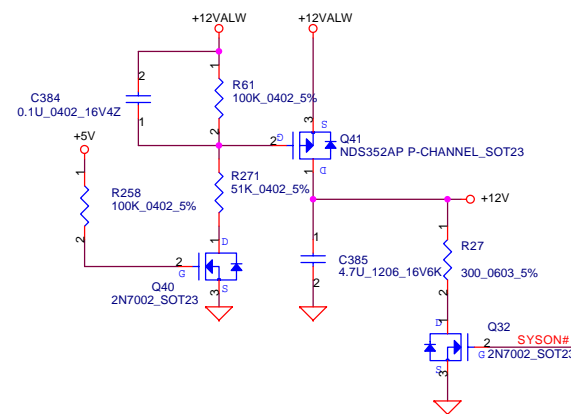 +12VALW
+12VALW
2
1
C384
0.1U_0402_16V4Z
1
R61
100K_0402_5%
2
3
S
2
G
Q41
NDS352AP P-CHANNEL_SOT23
1
D
+5V
1
R258
100K_0402_5%
2
R271
51K_0402_5%
1
D
2
G
Q40
2N7002_SOT23
3
S
+12V
1
C385
4.7U_1206_16V6K
2
1
R27
300_0603_5%
2
1
D
Q32
2
SYSON#
G
2N7002_SOT23
S
3